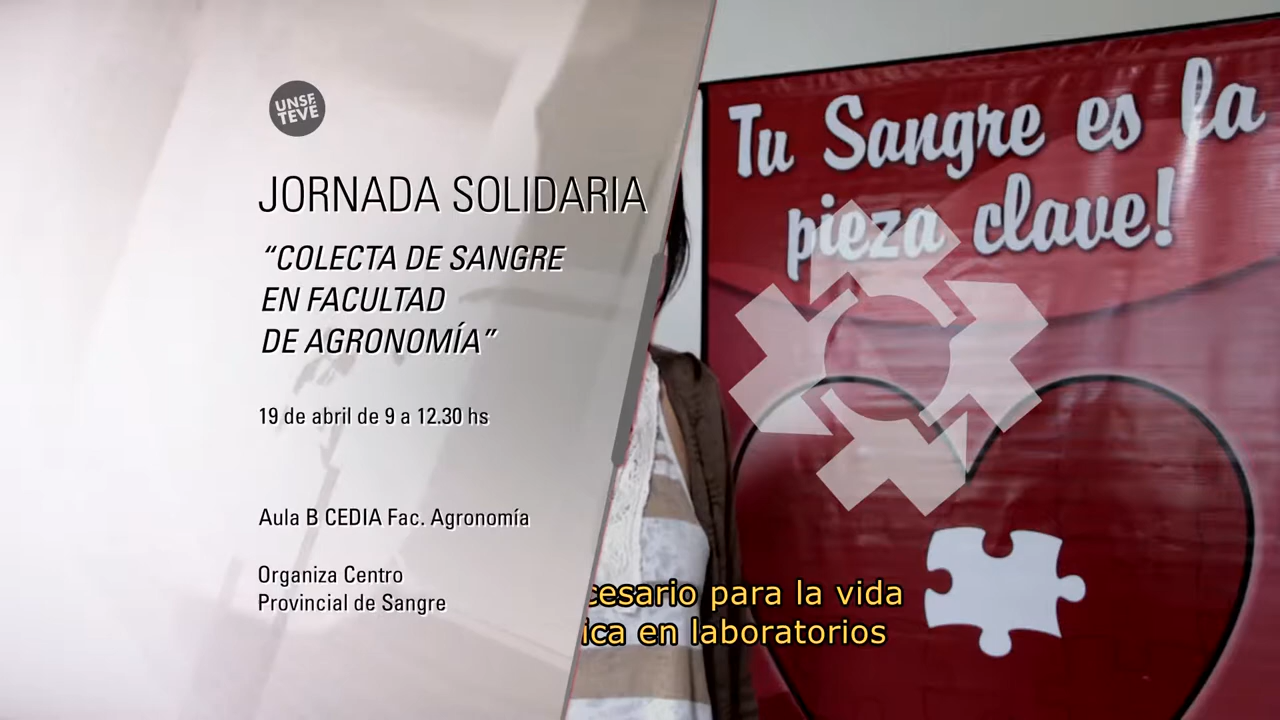 UNSE
TEVE
JORNADA SOLIDARIA
“COLECTA DE SANGRE
EN FACULTAD
DE AGRONOMÍA”
19 de abril de 9 a 12.30 hs
Aula B CEDIA Fac. Agronomía
Organiza Centro
Provincial de Sangre
Tu Sangre es la
pieza clave!
para la vida
en laboratorios